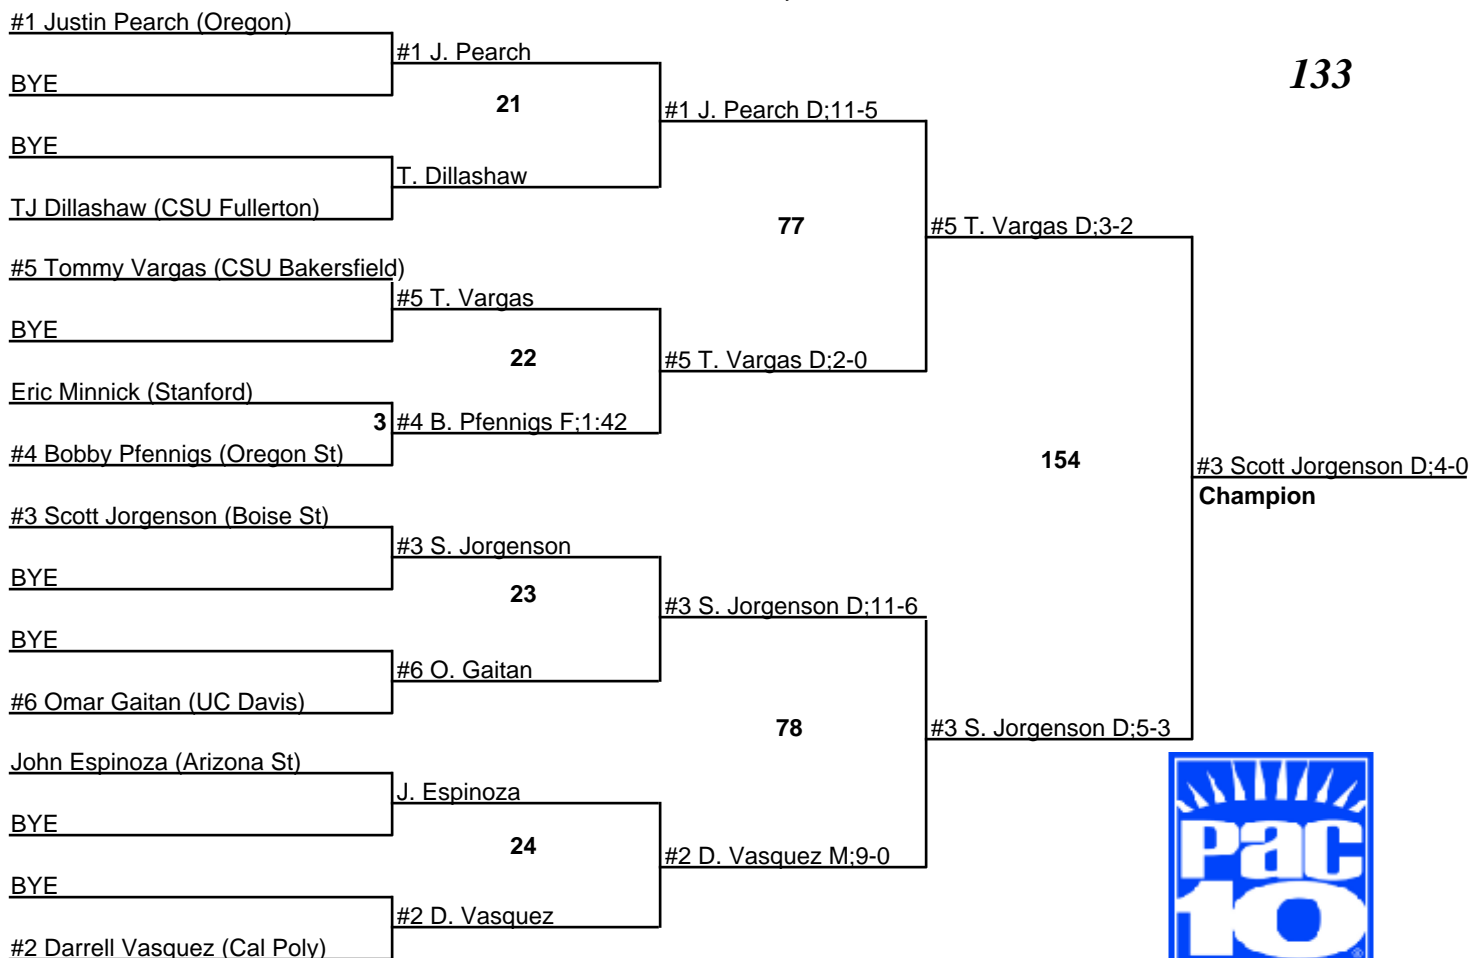 #1 Justin Pearch (Oregon)
#1 J. Pearch
133
BYE
21
#1 J. Pearch D;11-5
BYE
T. Dillashaw
TJ Dillashaw (CSU Fullerton)
77
#5 T. Vargas D;3-2
#5 Tommy Vargas (CSU Bakersfield)
#5 T. Vargas
BYE
22
#5 T. Vargas D;2-0
Eric Minnick (Stanford)
3 #4 B. Pfennigs F;1:42
#4 Bobby Pfennigs (Oregon St)
154
#3 Scott Jorgenson D;4-0
Champion
#3 Scott Jorgenson (Boise St)
#3 S. Jorgenson
BYE
23
#3 S. Jorgenson D;11-6
BYE
#6 O. Gaitan
#6 Omar Gaitan (UC Davis)
78
#3 S. Jorgenson D;5-3
John Espinoza (Arizona St)
J. Espinoza
BYE
24
#2 D. Vasquez M;9-0
BYE
#2 D. Vasquez
#2 Darrell Vasquez (Cal Poly)
Pac
10
®